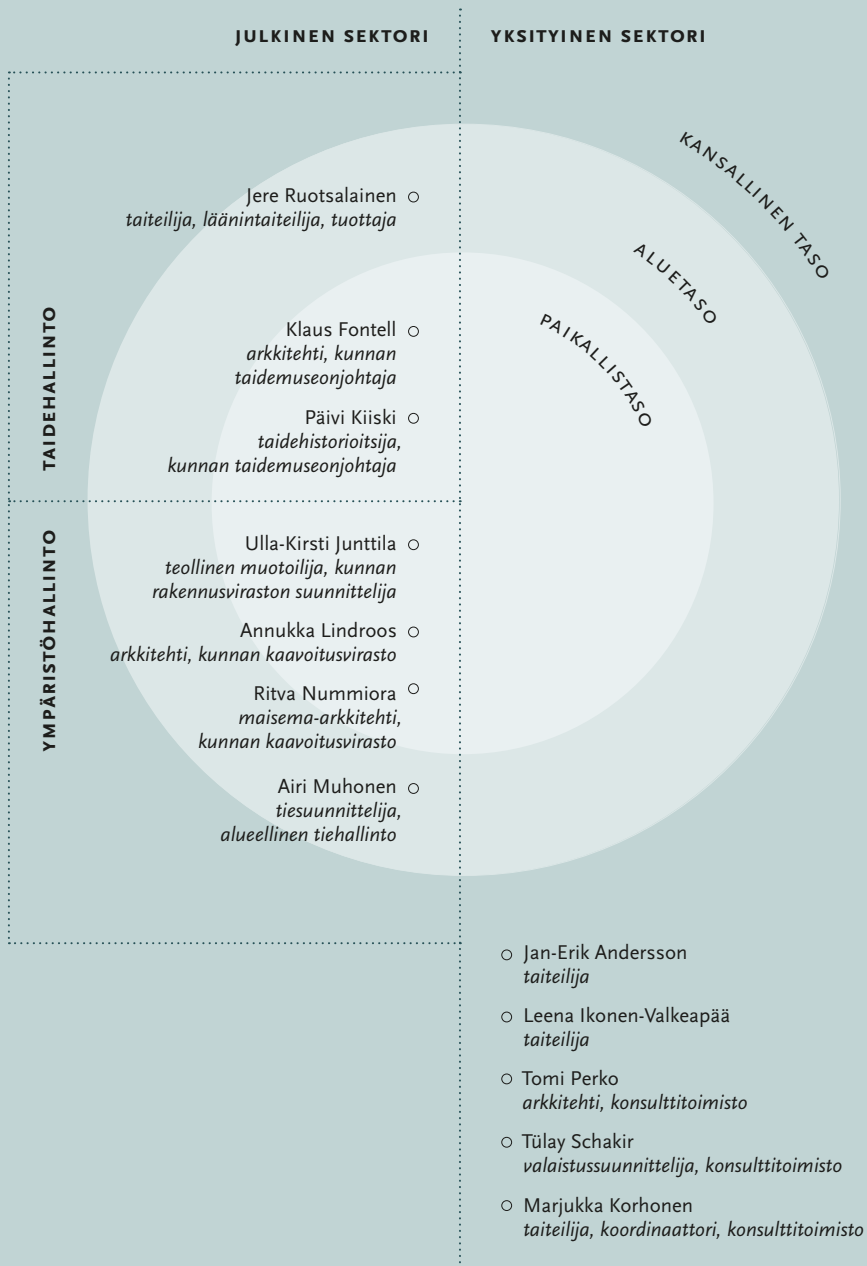 JULKINEN SEKTORI
YKSITYINEN SEKTORI
KANSALLINEN TASO
ALUETASO
PAIKALLISTASO
TAIDEHALLINTO
Jere Ruotsalainen
taiteilija, läänintaiteilija, tuottaja
Klaus Fontell
arkkitehti, kunnan
taidemuseonjohtaja
Päivi Kiiski
taidehistorioitsija,
kunnan taidemuseonjohtaja
YMPÄRISTÖHALLINTO
Ulla-Kirsti Junttila
teollinen muotoilija, kunnan
rakennusviraston suunnittelija
Annukka Lindroos
arkkitehti, kunnan kaavoitusvirasto
Ritva Nummiora
maisema-arkkitehti,
kunnan kaavoitusvirasto
Airi Muhonen
tiesuunnittelija,
alueellinen tiehallinto
Jan-Erik Andersson
taiteilija
Leena Ikonen-Valkeapää
taiteilija
Tomi Perko
arkkitehti, konsulttitoimisto
Tülay Schakir
valaistussuunnittelija, konsulttitoimisto
Marjukka Korhonen
taiteilija, koordinaattori, konsulttitoimisto